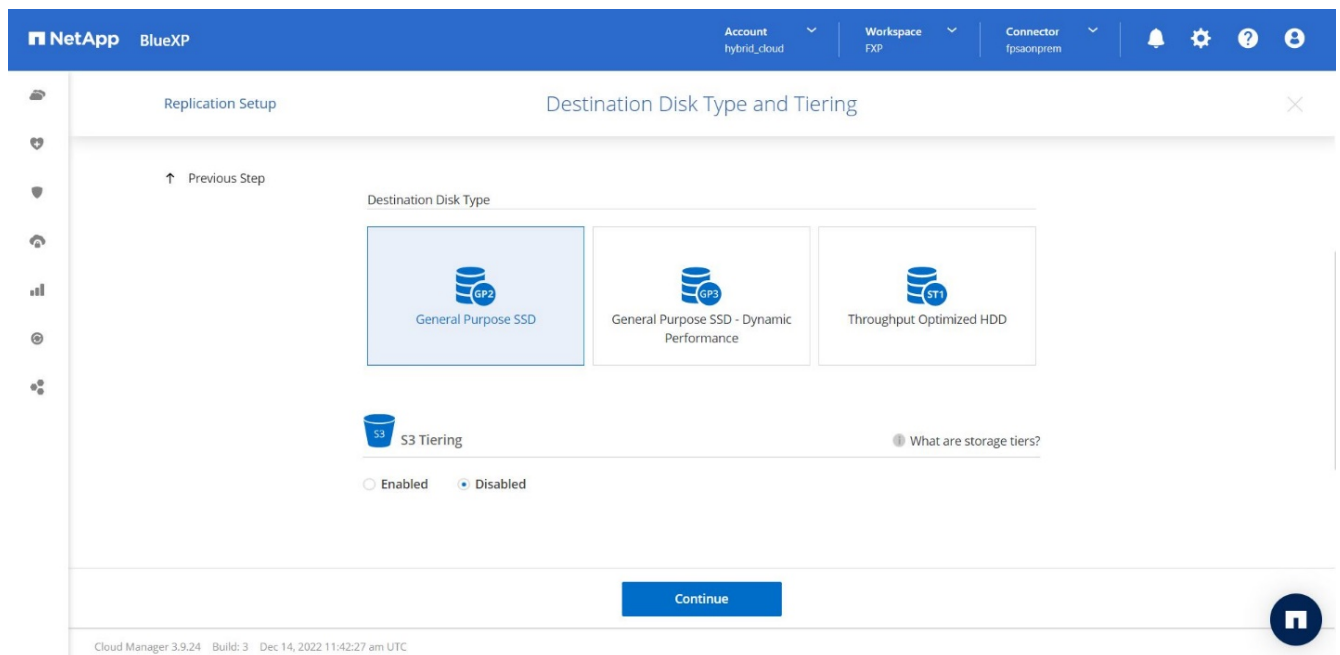 NetApp BlueXP
Account
hybrid_cloud
Workspace
FXP
Connector
fpsaonprem
Replication Setup
Destination Disk Type and Tiering
↑ Previous Step
Destination Disk Type
GP2
General Purpose SSD
GP3
General Purpose SSD - Dynamic
Performance
ST1
Throughput Optimized HDD
S3
S3 Tiering
What are storage tiers?
Enabled
Disabled
Continue
Cloud Manager 3.9.24 Build: 3 Dec 14, 2022 11:42:27 am UTC